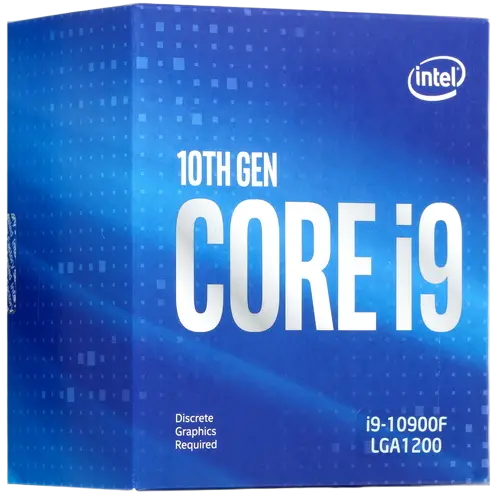 intel
10TH GEN
CORE i9
Discrete
Graphics
Required
i9-10900F
LGA1200